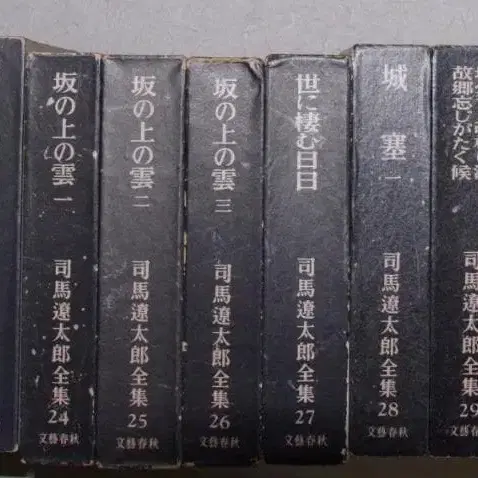 坂の上の雲 一
司馬遼太郎全集
24
文藝春秋
坂の上の雲 二
司馬遼太郎全集
25
文藝春秋
坂の上の雲 三
司馬遼太郎全集
26
文藝春秋
世に棲む日日
司馬遼太郎全集
27
文藝春秋
城塞 一
司馬遼太郎全集
28
文藝春秋
故郷忘じがたく候
司馬遼太郎全集
29
文藝春秋